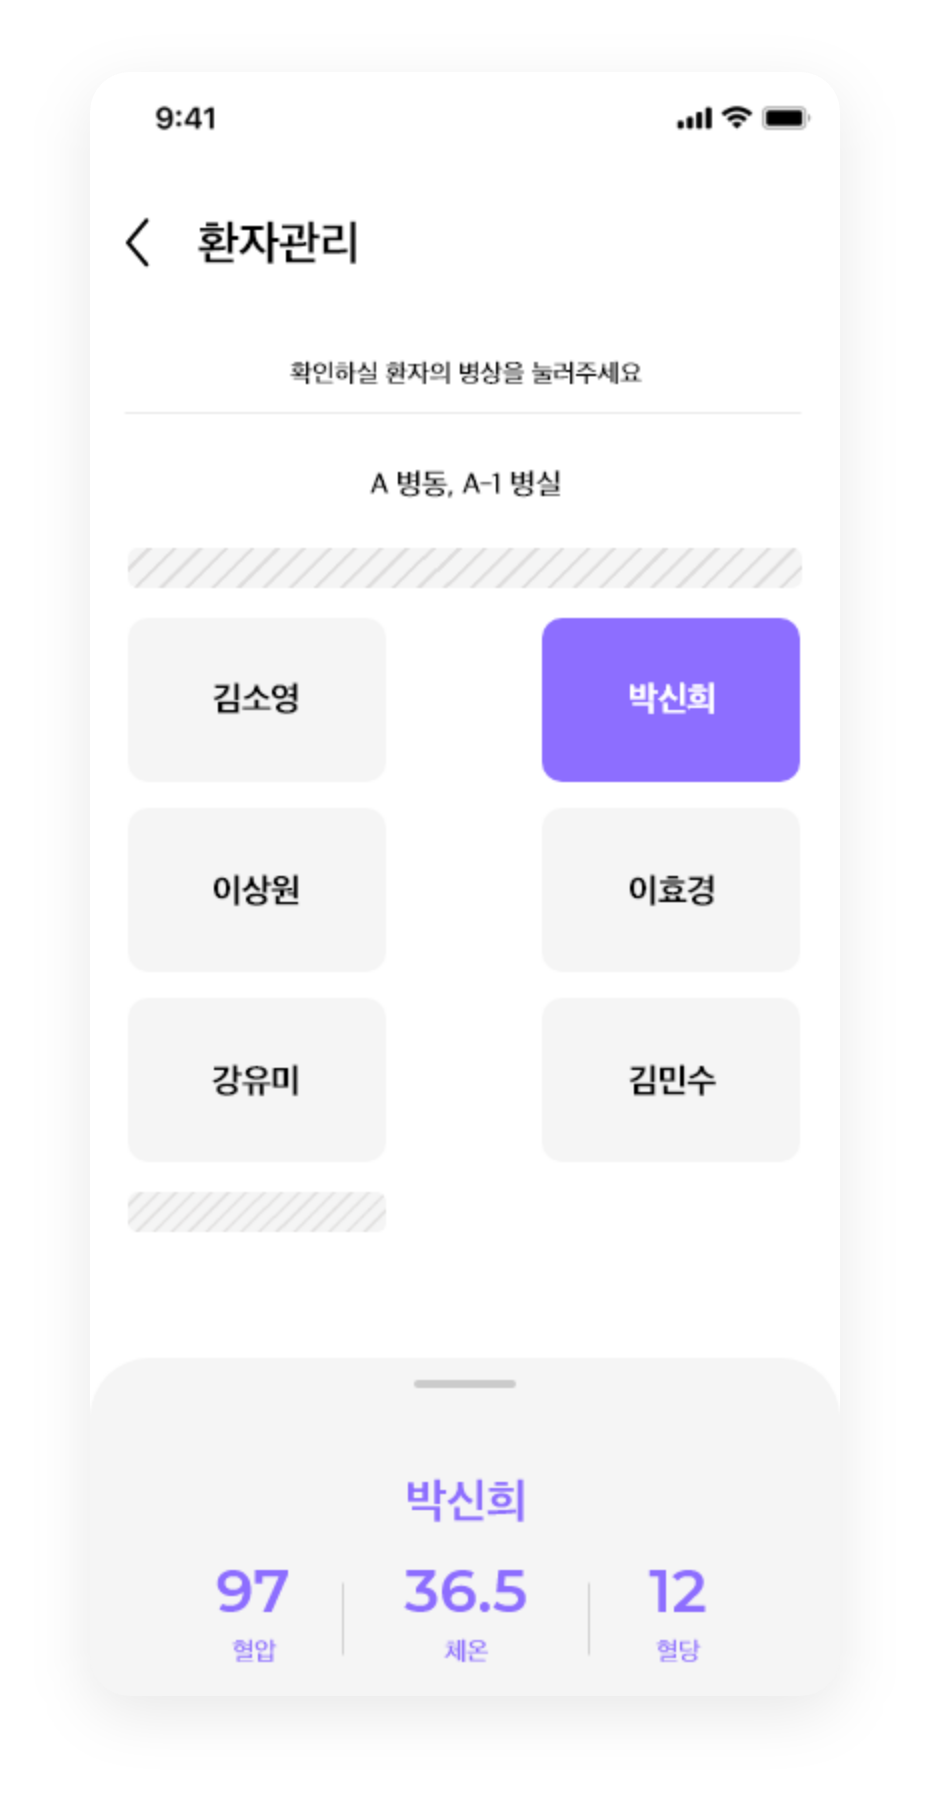 9:41
환자관리
확인하실 환자의 병상을 눌러주세요
A 병동, A-1 병실
김소영
박신희
이상원
이효경
강유미
김민수
박신희
97
36.5
12
혈압
체온
혈당